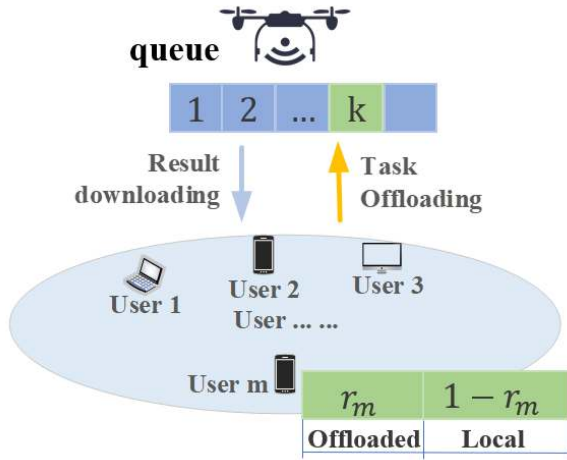 queue
1 2 ... k
Result
downloading
Task
Offloading
User 1
User 2
User 3
User ... ...
User m
r_m
1 − r_m
Offloaded
Local